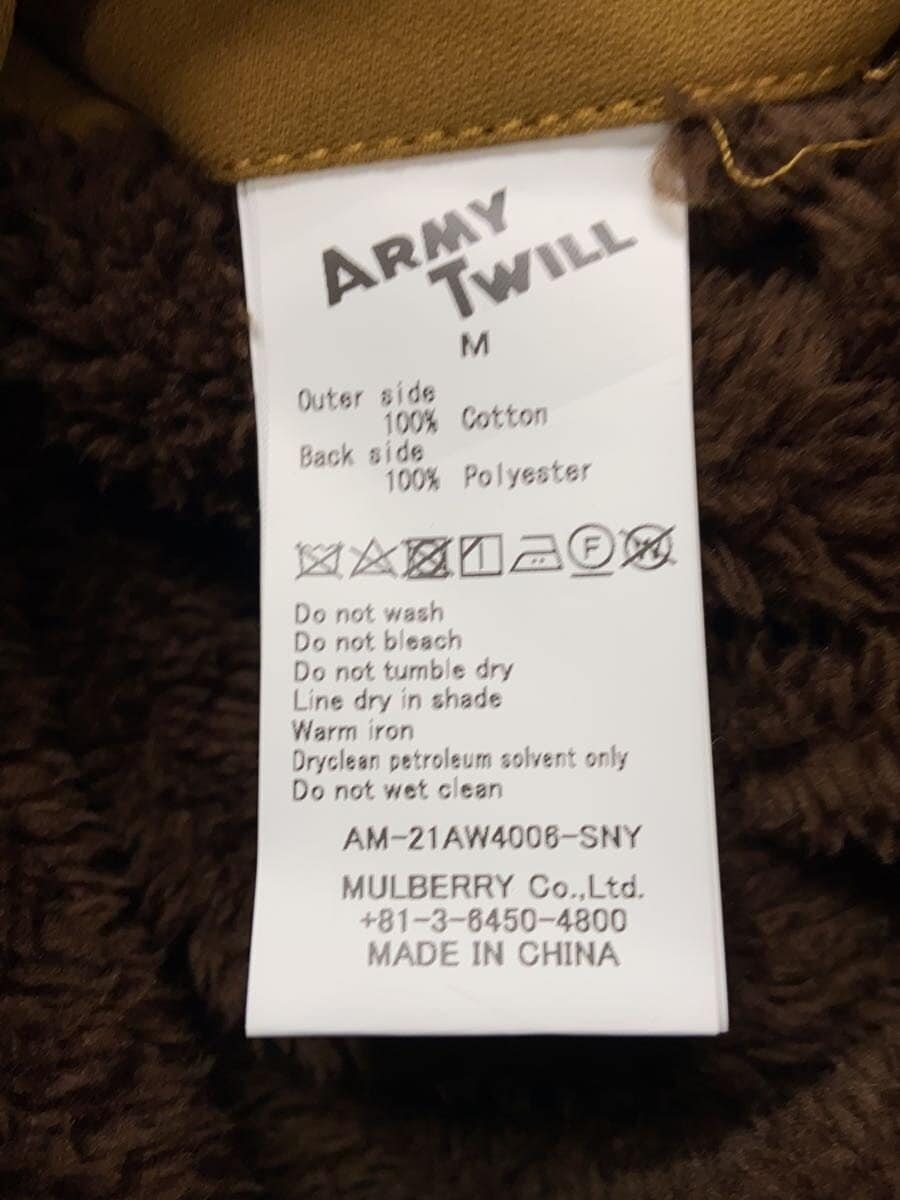 ARMY
TWILL
M
Outer side
100% Cotton
Back side
100% Polyester
F
W
Do not wash
Do not bleach
Do not tumble dry
Line dry in shade
Warm iron
Dryclean petroleum solvent only
Do not wet clean
AM-21AW4006-SNY
MULBERRY Co.,Ltd.
+81-3-6450-4800
MADE IN CHINA